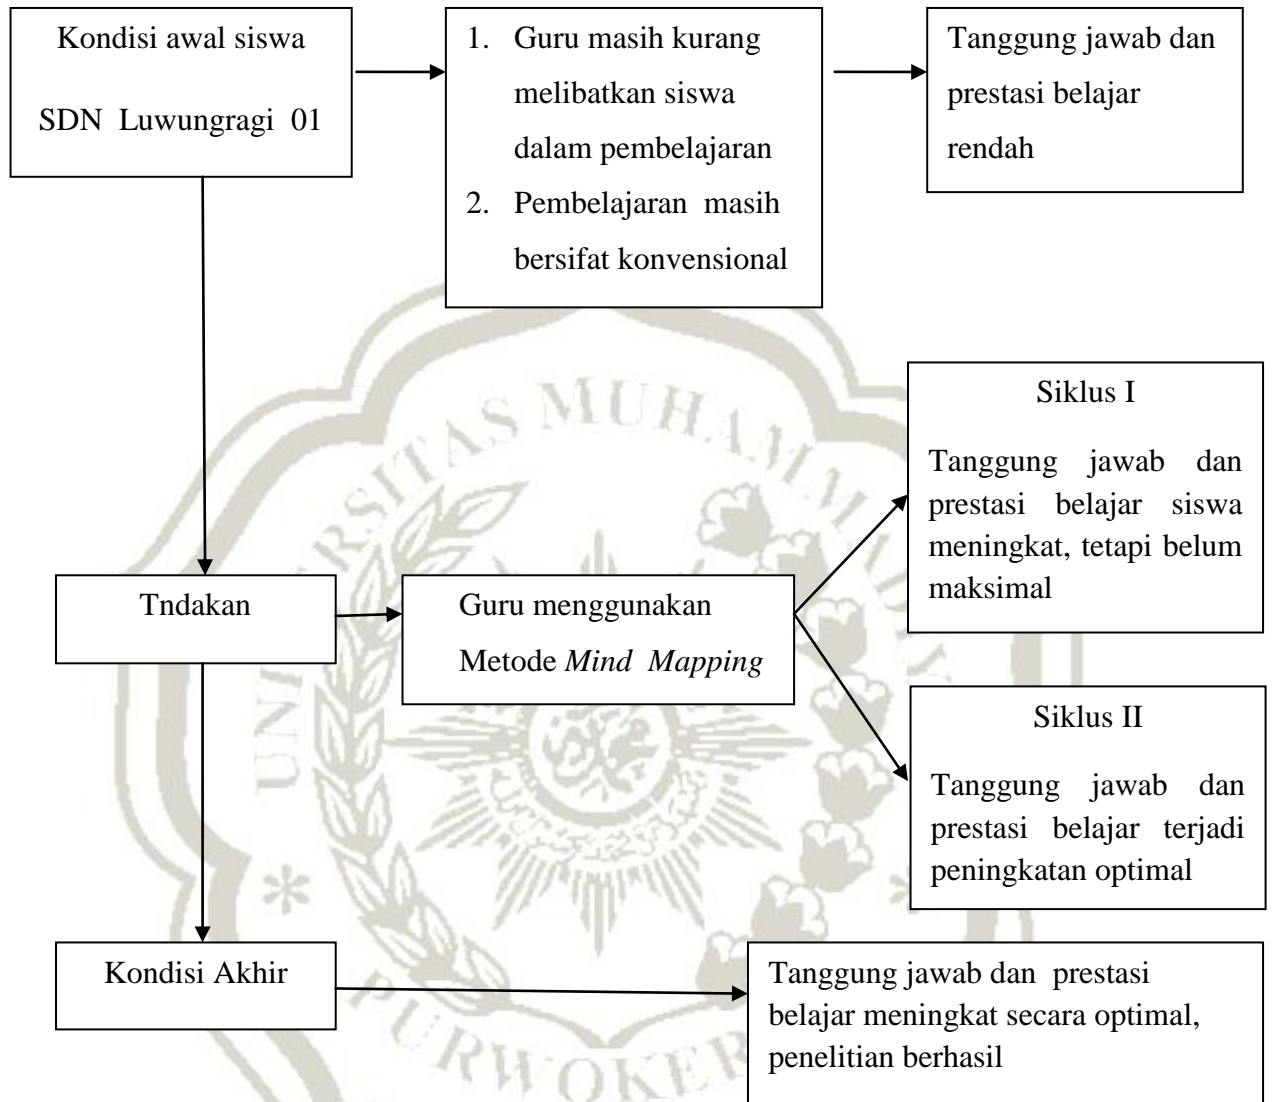 Kondisi awal siswa
SDN Luwungragi 01
1. Guru masih kurang
melibatkan siswa
dalam pembelajaran
2. Pembelajaran masih
bersifat konvensional
Tanggung jawab dan
prestasi belajar
rendah
Siklus I
Tanggung jawab dan
prestasi belajar siswa
meningkat, tetapi belum
maksimal
Tndakan
Guru menggunakan
Metode Mind Mapping
Siklus II
Tanggung jawab dan
prestasi belajar terjadi
peningkatan optimal
Kondisi Akhir
Tanggung jawab dan prestasi
belajar meningkat secara optimal,
penelitian berhasil